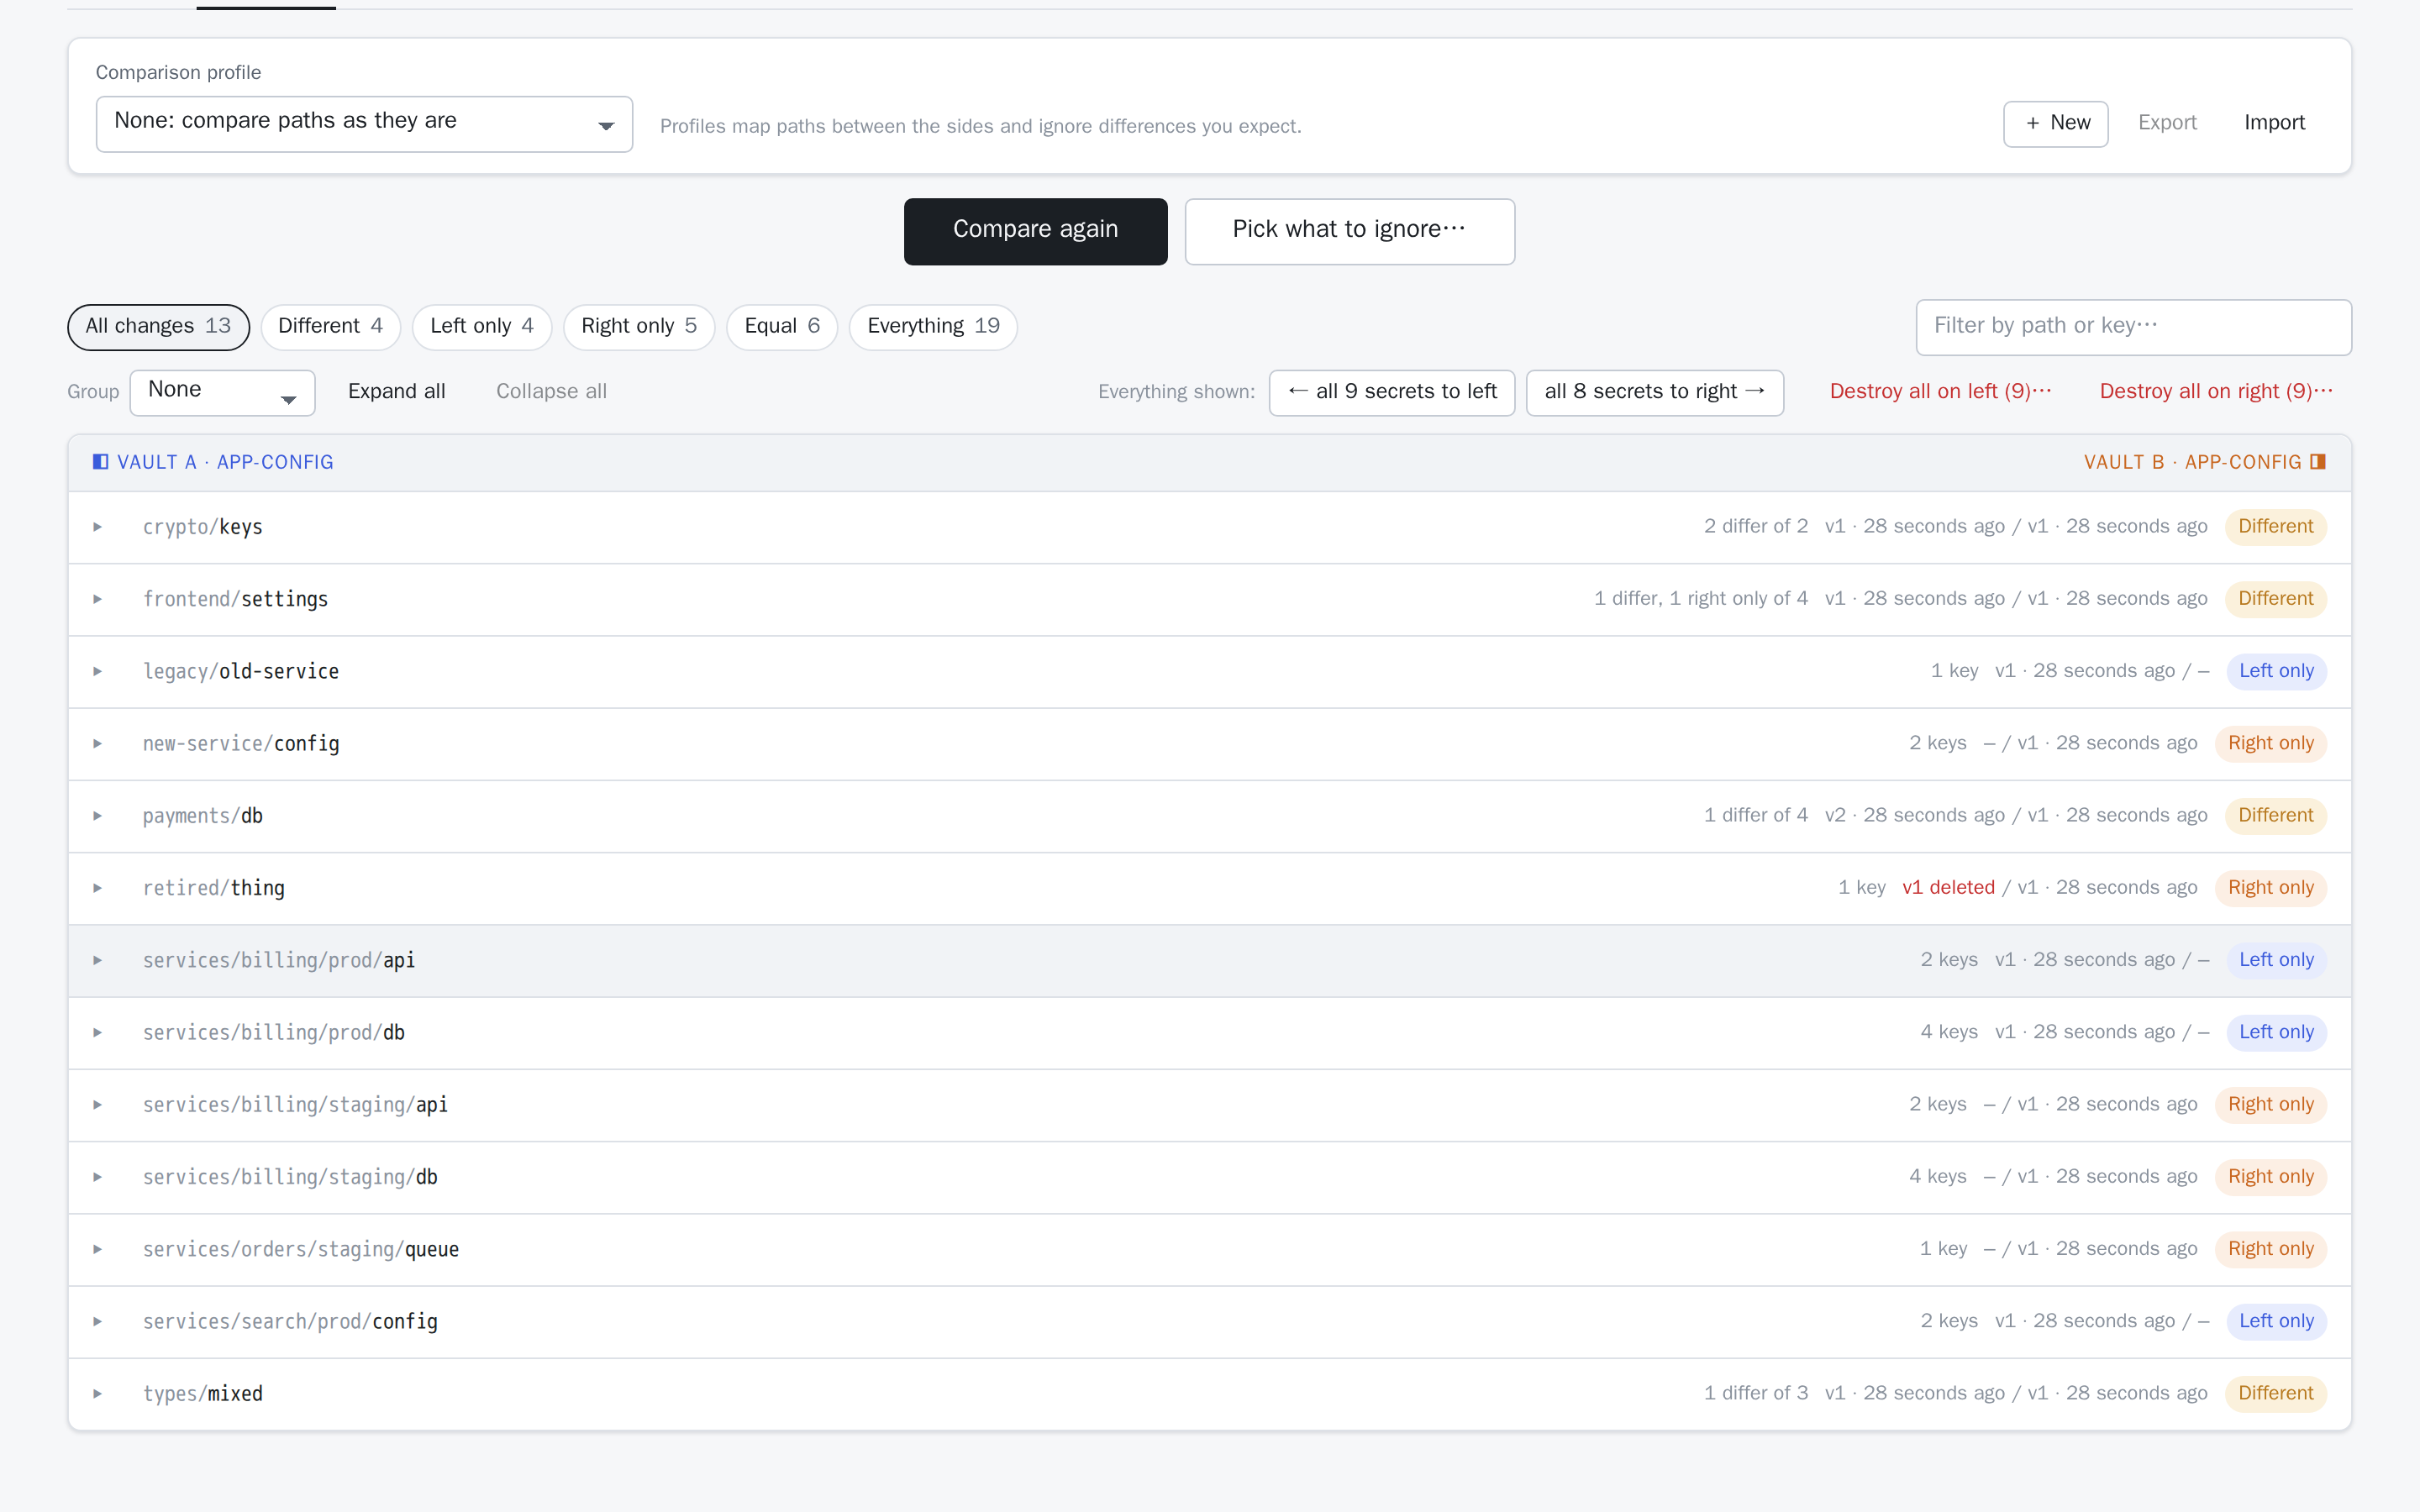 Comparison profile
None: compare paths as they are
Profiles map paths between the sides and ignore differences you expect.
+ New Export Import
Compare again Pick what to ignore···
All changes 13 Different 4 Left only 4 Right only 5 Equal 6 Everything 19 Filter by path or key···
Group None Expand all Collapse all Everything shown: ← all 9 secrets to left all 8 secrets to right → Destroy all on left (9)··· Destroy all on right (9)···
VAULT A · APP-CONFIG VAULT B · APP-CONFIG
crypto/keys 2 differ of 2 v1 · 28 seconds ago / v1 · 28 seconds ago Different
frontend/settings 1 differ, 1 right only of 4 v1 · 28 seconds ago / v1 · 28 seconds ago Different
legacy/old-service 1 key v1 · 28 seconds ago / – Left only
new-service/config 2 keys – / v1 · 28 seconds ago Right only
payments/db 1 differ of 4 v2 · 28 seconds ago / v1 · 28 seconds ago Different
retired/thing 1 key v1 deleted / v1 · 28 seconds ago Right only
services/billing/prod/api 2 keys v1 · 28 seconds ago / – Left only
services/billing/prod/db 4 keys v1 · 28 seconds ago / – Left only
services/billing/staging/api 2 keys – / v1 · 28 seconds ago Right only
services/billing/staging/db 4 keys – / v1 · 28 seconds ago Right only
services/orders/staging/queue 1 key – / v1 · 28 seconds ago Right only
services/search/prod/config 2 keys v1 · 28 seconds ago / – Left only
types/mixed 1 differ of 3 v1 · 28 seconds ago / v1 · 28 seconds ago Different